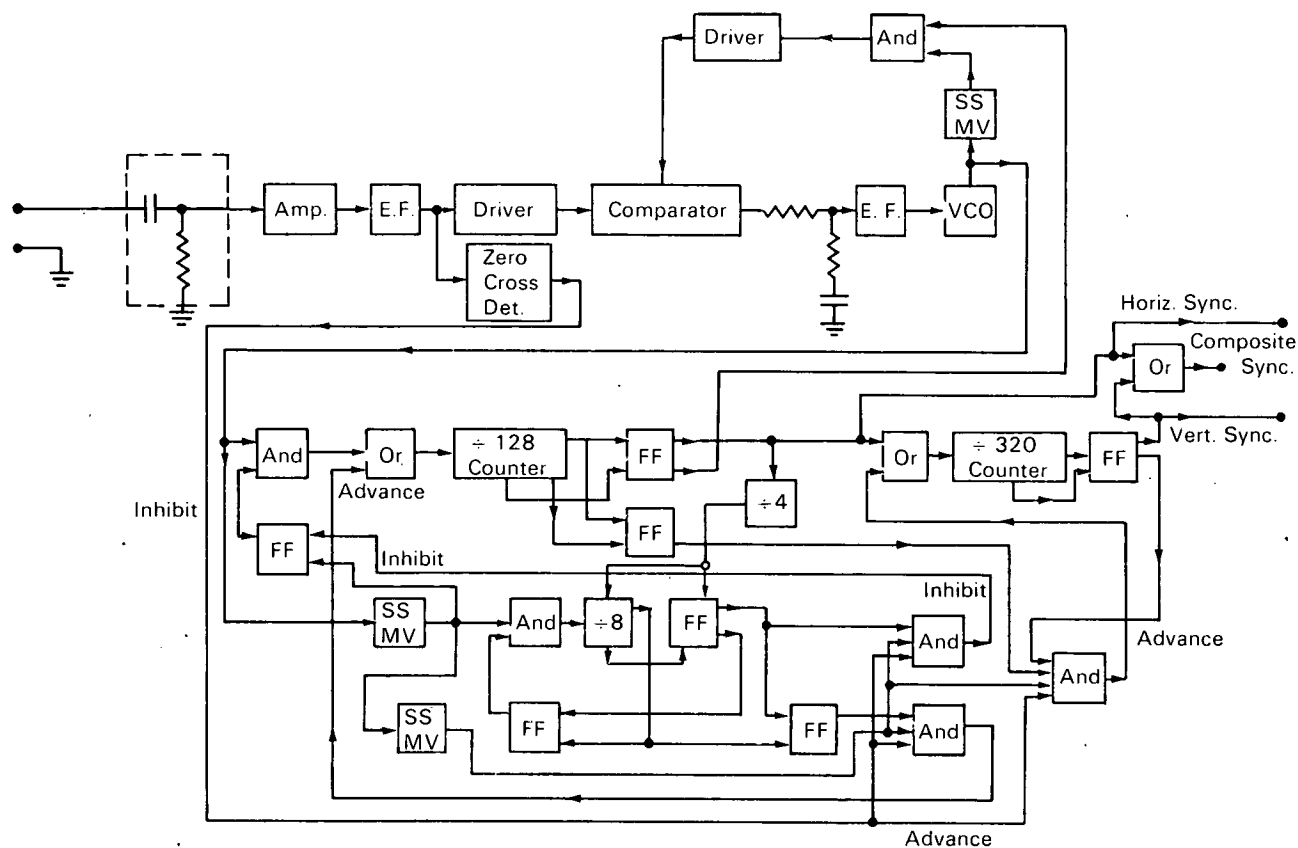 Driver
And
SS
MV
Amp.
E.F.
Driver
Comparator
E. F.
VCO
Zero
Cross
Det.
Horiz. Sync.
Composite
Sync.
Or
Vert. Sync.
And
Or
Advance
÷ 128
Counter
FF
÷4
Or
÷ 320
Counter
FF
Inhibit
FF
Inhibit
FF
Inhibit
SS
MV
And
÷8
FF
And
Advance
And
SS
MV
FF
FF
And
Advance